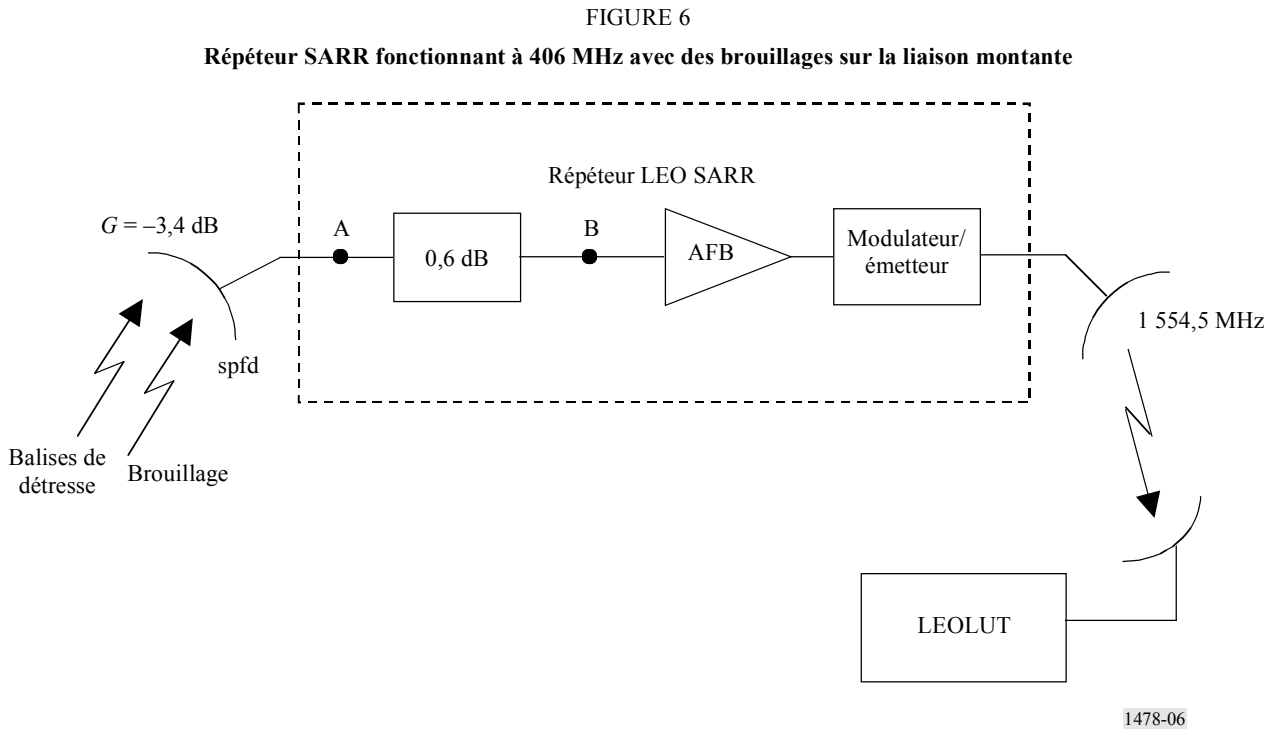 FIGURE 6
Répéteur SARR fonctionnant à 406 MHz avec des brouillages sur la liaison montante
Répéteur LEO SARR
G = –3,4 dB
A
0,6 dB
B
AFB
Modulateur/
émetteur
1 554,5 MHz
spfd
Balises de
détresse
Brouillage
LEOLUT
1478-06